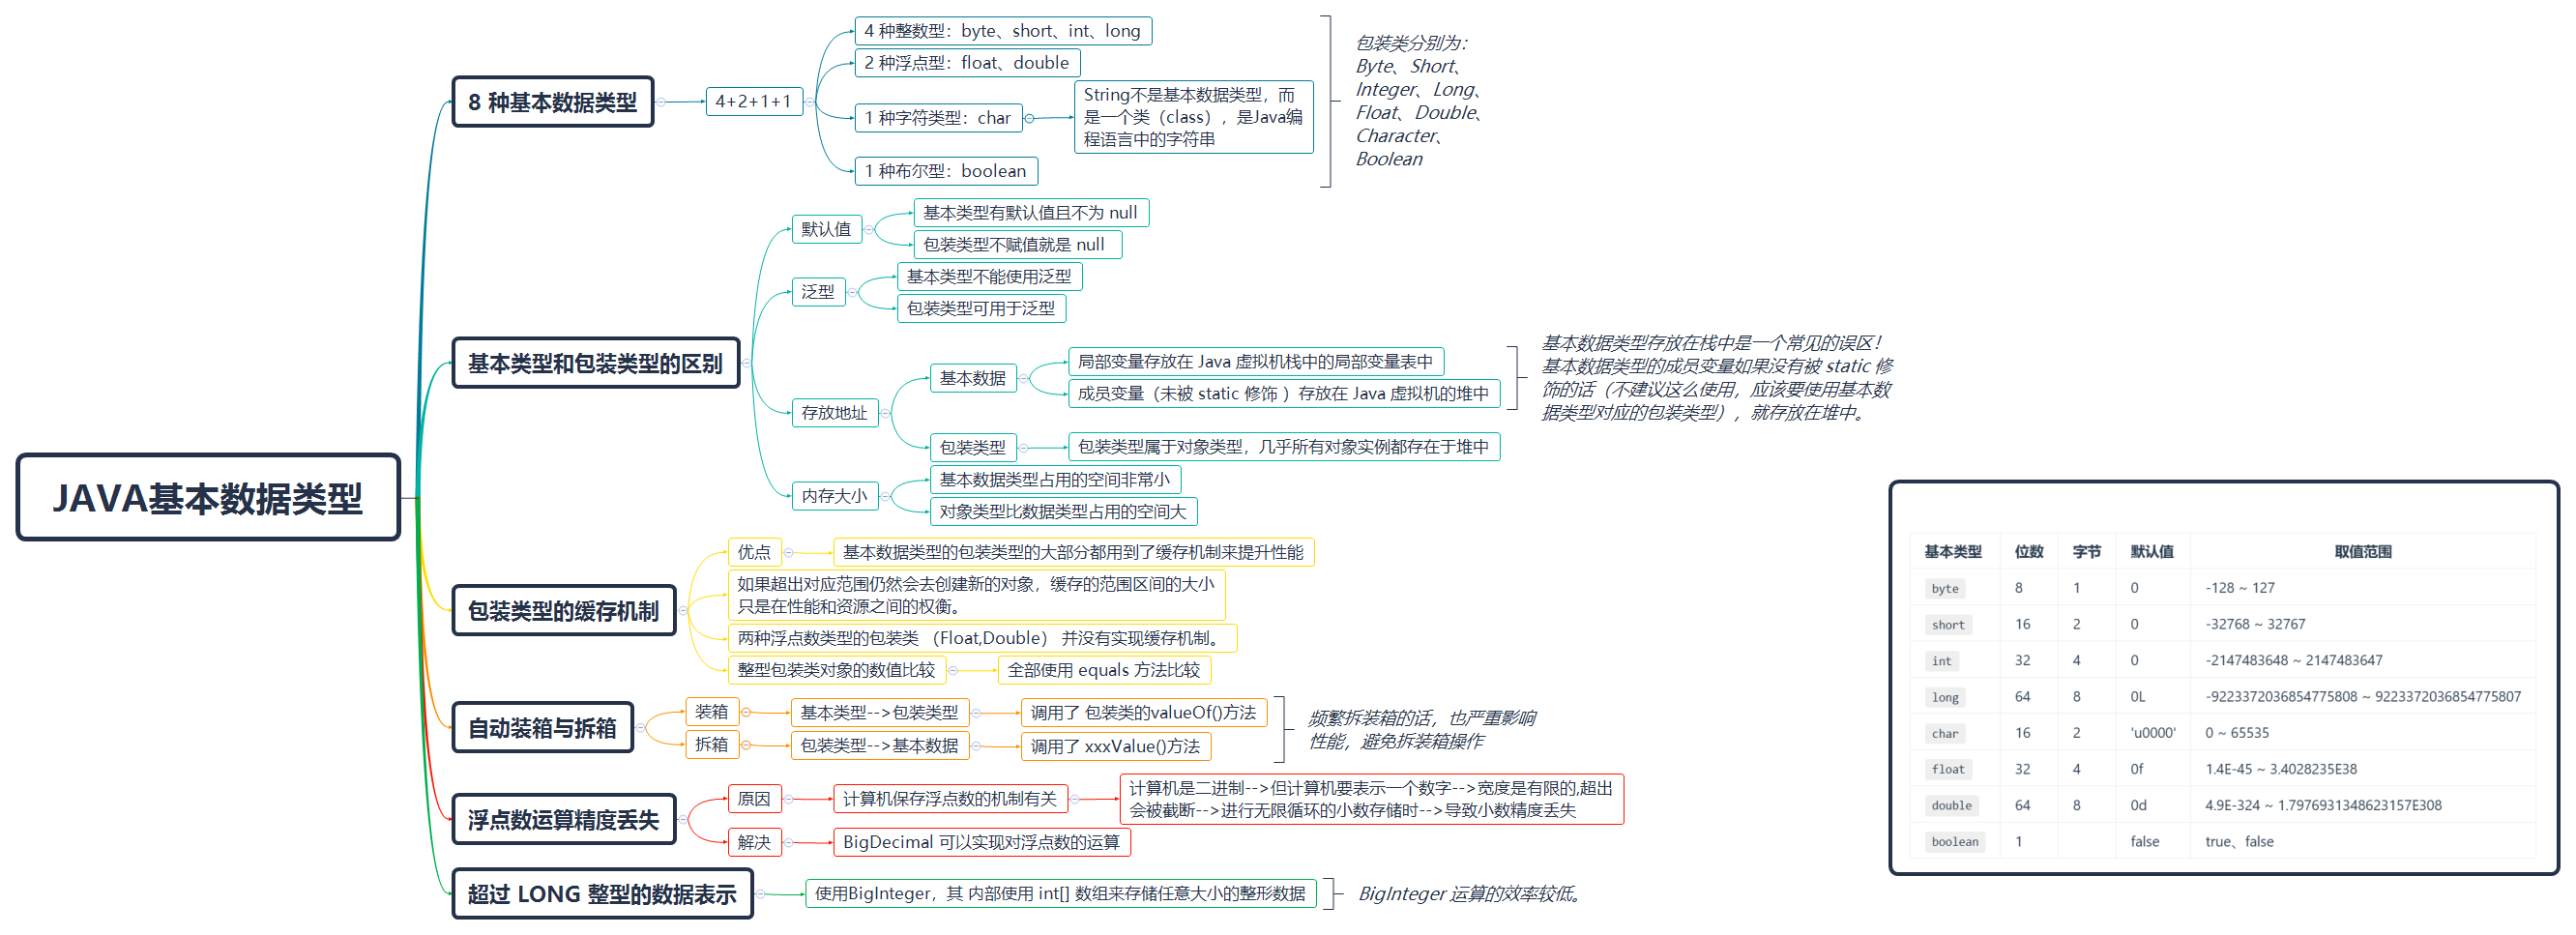 JAVA基本数据类型
8 种基本数据类型
4+2+1+1
4 种整数型：byte、short、int、long
2 种浮点型：float、double
1 种字符类型：char
String不是基本数据类型，而
是一个类（class），是Java编
程语言中的字符串
1 种布尔型：boolean
包装类分别为：
Byte、Short、
Integer、Long、
Float、Double、
Character、
Boolean
基本类型和包装类型的区别
默认值
基本类型有默认值且不为 null
包装类型不赋值就是 null
泛型
基本类型不能使用泛型
包装类型可用于泛型
存放地址
基本数据
局部变量存放在 Java 虚拟机栈中的局部变量表中
成员变量（未被 static 修饰 ）存放在 Java 虚拟机的堆中
基本数据类型存放在栈中是一个常见的误区！
基本数据类型的成员变量如果没有被 static 修
饰的话（不建议这么使用，应该要使用基本数
据类型对应的包装类型），就存放在堆中。
包装类型
包装类型属于对象类型，几乎所有对象实例都存在于堆中
内存大小
基本数据类型占用的空间非常小
对象类型比数据类型占用的空间大
包装类型的缓存机制
优点
基本数据类型的包装类型的大部分都用到了缓存机制来提升性能
如果超出对应范围仍然会去创建新的对象，缓存的范围区间的大小
只是在性能和资源之间的权衡。
两种浮点数类型的包装类 （Float,Double） 并没有实现缓存机制。
整型包装类对象的数值比较
全部使用 equals 方法比较
自动装箱与拆箱
装箱
基本类型-->包装类型
调用了 包装类的valueOf()方法
拆箱
包装类型-->基本数据
调用了 xxxValue()方法
频繁拆装箱的话，也严重影响
性能，避免拆装箱操作
浮点数运算精度丢失
原因
计算机保存浮点数的机制有关
计算机是二进制-->但计算机要表示一个数字-->宽度是有限的,超出
会被截断-->进行无限循环的小数存储时-->导致小数精度丢失
解决
BigDecimal 可以实现对浮点数的运算
超过 LONG 整型的数据表示
使用BigInteger，其 内部使用 int[] 数组来存储任意大小的整形数据
BigInteger 运算的效率较低。
基本类型 位数 字节 默认值 取值范围
byte 8 1 0 -128 ~ 127
short 16 2 0 -32768 ~ 32767
int 32 4 0 -2147483648 ~ 2147483647
long 64 8 0L -9223372036854775808 ~ 9223372036854775807
char 16 2 'u0000' 0 ~ 65535
float 32 4 0f 1.4E-45 ~ 3.4028235E38
double 64 8 0d 4.9E-324 ~ 1.7976931348623157E308
boolean 1 false true、false